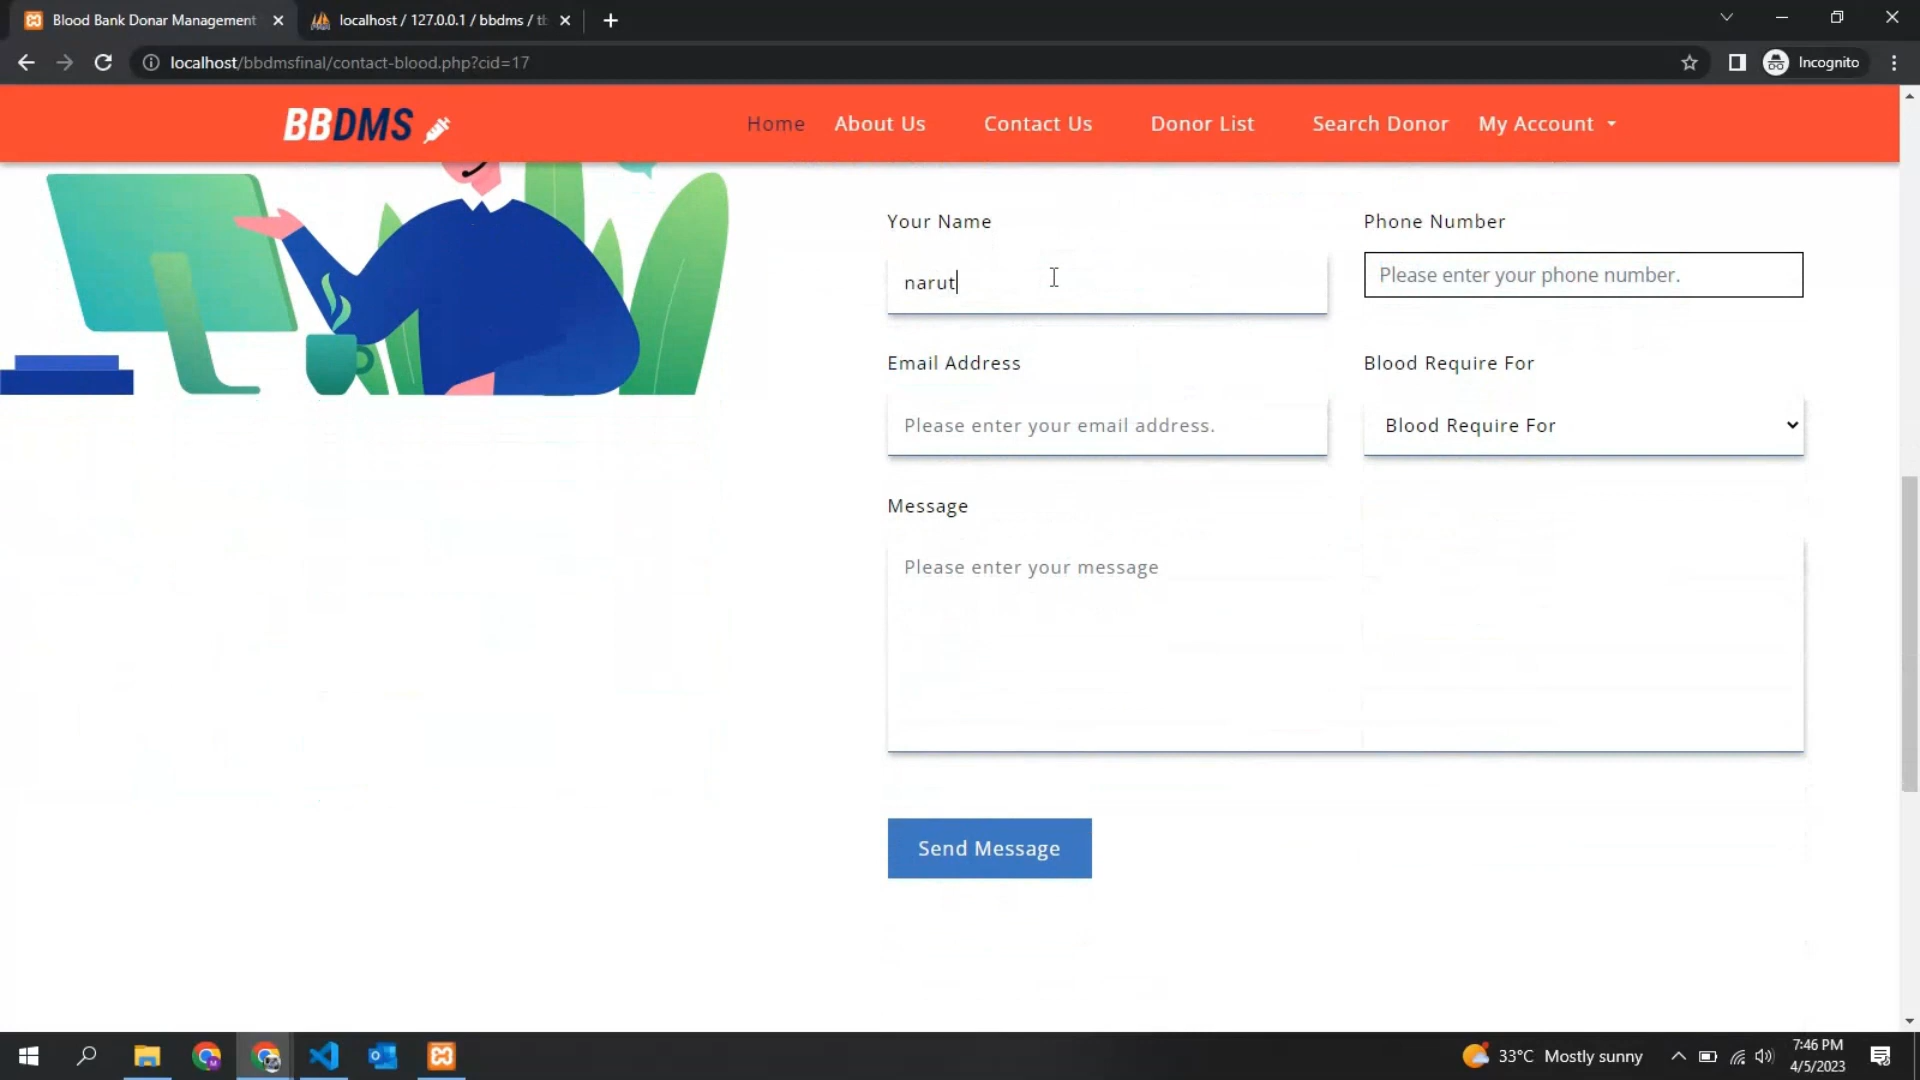 Blood Bank Donar Management
localhost / 127.0.0.1 / bbdms / tb
localhost/bbdmsfinal/contact-blood.php?cid=17
Incognito
BBDMS
Home
About Us
Contact Us
Donor List
Search Donor
My Account
Your Name
Phone Number
narut
Please enter your phone number.
Email Address
Blood Require For
Please enter your email address.
Blood Require For
Message
Please enter your message
Send Message
33°C Mostly sunny
7:46 PM
4/5/2023